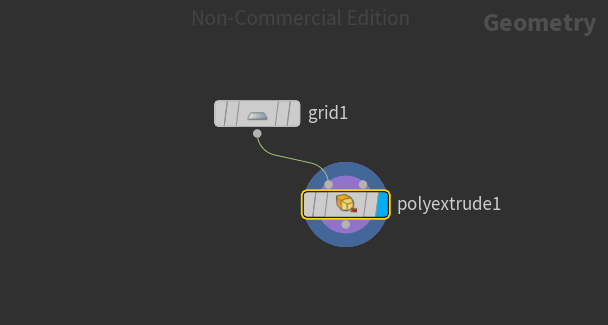 Non-Commercial Edition
Geometry
grid1
polyextrude1